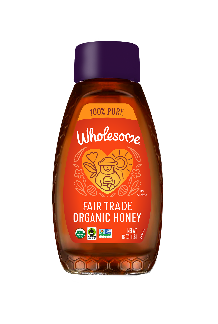 100% PURE
Wholesome
FAIR TRADE
ORGANIC HONEY